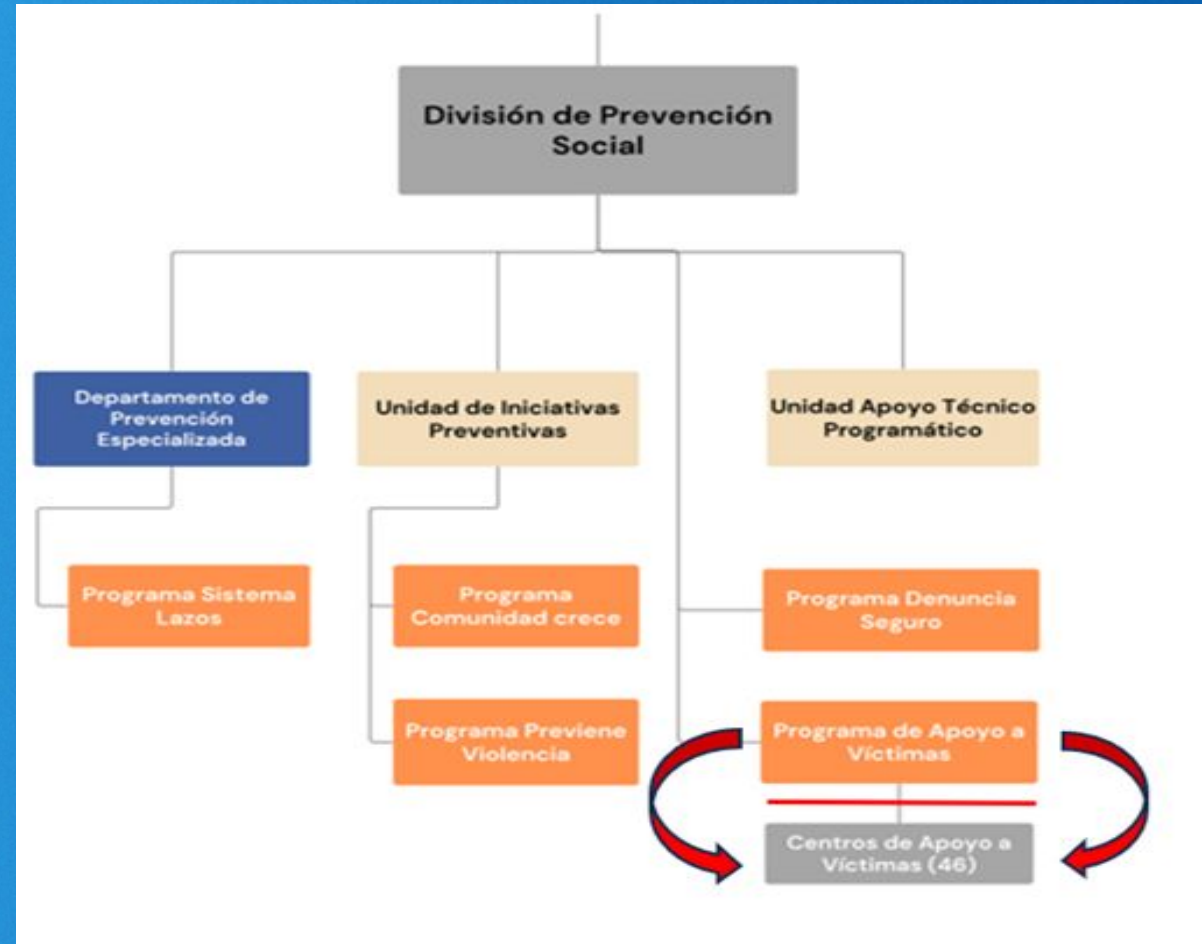 División de Prevención
Social
Departamento de
Prevención
Especializada
Unidad de Iniciativas
Preventivas
Unidad Apoyo Técnico
Programático
Programa Sistema
Lazos
Programa
Comunidad crece
Programa Denuncia
Seguro
Programa Previene
Violencia
Programa de Apoyo a
Víctimas
Centros de Apoyo a
Víctimas (46)